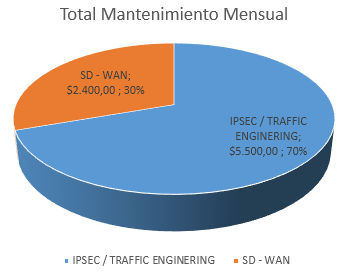 Total Mantenimiento Mensual
SD - WAN;
$2.400,00 ; 30%
IPSEC / TRAFFIC
ENGINERING;
$5.500,00 ; 70%
IPSEC / TRAFFIC ENGINERING
SD - WAN